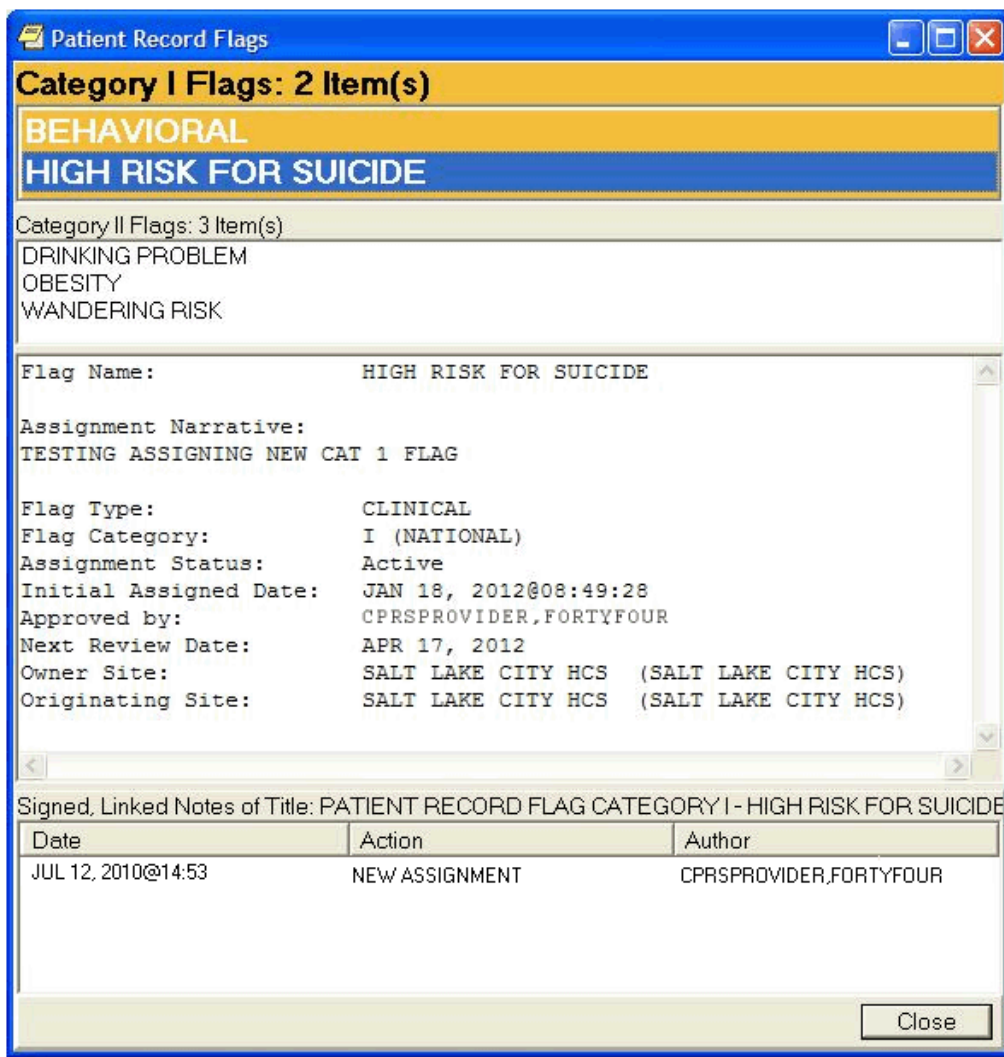 Patient Record Flags
Category I Flags: 2 Item(s)
BEHAVIORAL
HIGH RISK FOR SUICIDE
Category II Flags: 3 Item(s)
DRINKING PROBLEM
OBESITY
WANDERING RISK
Flag Name: HIGH RISK FOR SUICIDE
Assignment Narrative:
TESTING ASSIGNING NEW CAT 1 FLAG
Flag Type: CLINICAL
Flag Category: I (NATIONAL)
Assignment Status: Active
Initial Assigned Date: JAN 18, 2012@08:49:28
Approved by: CPRSPROVIDER,FORTYFOUR
Next Review Date: APR 17, 2012
Owner Site: SALT LAKE CITY HCS (SALT LAKE CITY HCS)
Originating Site: SALT LAKE CITY HCS (SALT LAKE CITY HCS)
Signed, Linked Notes of Title: PATIENT RECORD FLAG CATEGORY I - HIGH RISK FOR SUICIDE
Date Action Author
JUL 12, 2010@14:53 NEW ASSIGNMENT CPRSPROVIDER,FORTYFOUR
Close